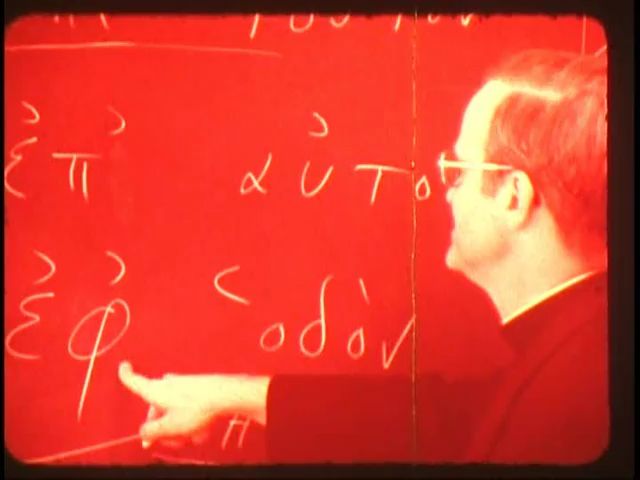 ἐπ᾽ αὐτο
ἐφ᾽ ὁδὸν
π